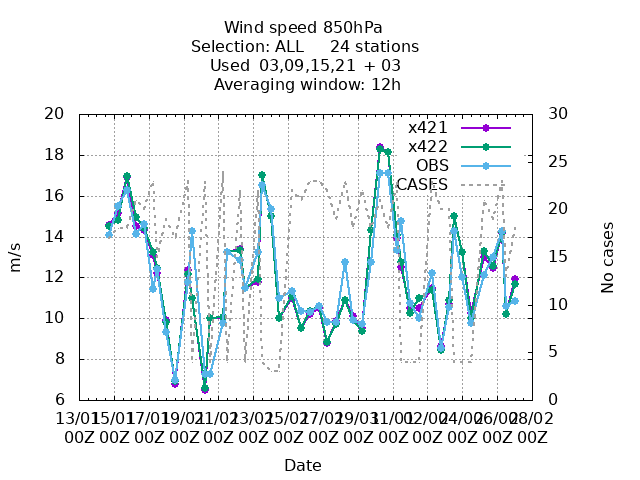 Wind speed 850hPa
Selection: ALL 24 stations
Used 03,09,15,21 + 03
Averaging window: 12h
x421
x422
OBS
CASES
20
18
16
14
12
10
8
6
m/s
30
25
20
15
10
5
0
No cases
13/01 15/01 17/01 19/01 21/01 23/01 25/01 27/01 29/01 31/01 02/02 04/02 06/02 08/02
00Z 00Z 00Z 00Z 00Z 00Z 00Z 00Z 00Z 00Z 00Z 00Z 00Z 00Z
Date